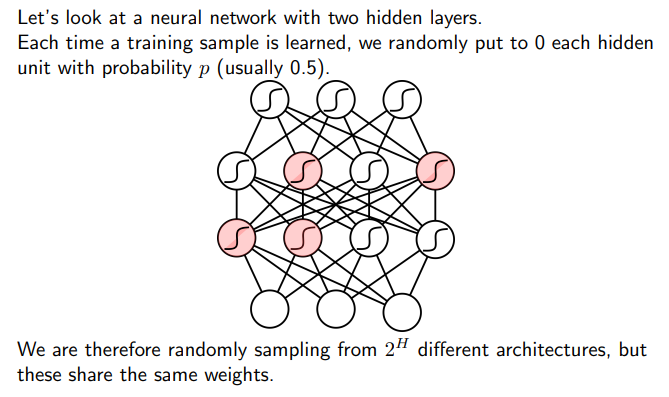 Let's look at a neural network with two hidden layers.
Each time a training sample is learned, we randomly put to 0 each hidden
unit with probability p (usually 0.5).
We are therefore randomly sampling from 2^H different architectures, but
these share the same weights.